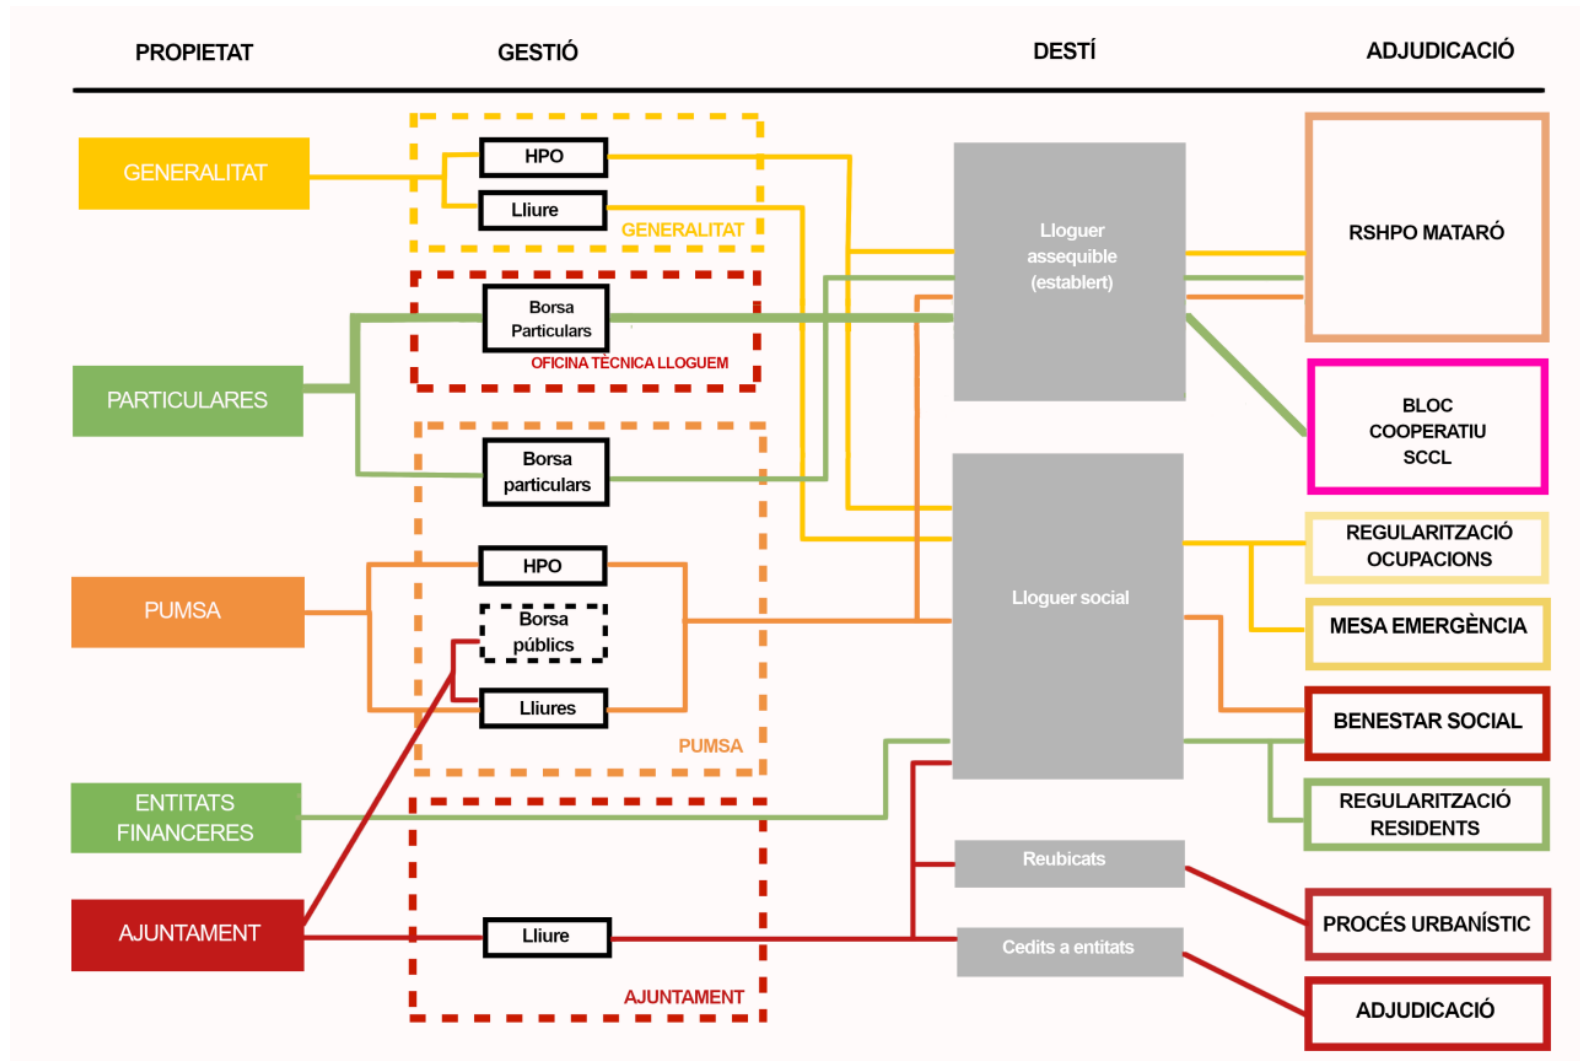 PROPIETAT
GESTIÓ
DESTÍ
ADJUDICACIÓ
GENERALITAT
HPO
Lliure
GENERALITAT
Lloguer
assequible
(establert)
RSHPO MATARÓ
Borsa
Particulars
OFICINA TÈCNICA LLOGUEM
PARTICULARES
BLOC
COOPERATIU
SCCL
Borsa
particulars
REGULARITZACIÓ
OCUPACIONS
HPO
PUMSA
Borsa
públics
Lloguer social
MESA EMERGÈNCIA
Lliures
PUMSA
BENESTAR SOCIAL
ENTITATS
FINANCERES
REGULARITZACIÓ
RESIDENTS
Reubicats
AJUNTAMENT
Lliure
PROCÉS URBANÍSTIC
Cedits a entitats
AJUNTAMENT
ADJUDICACIÓ